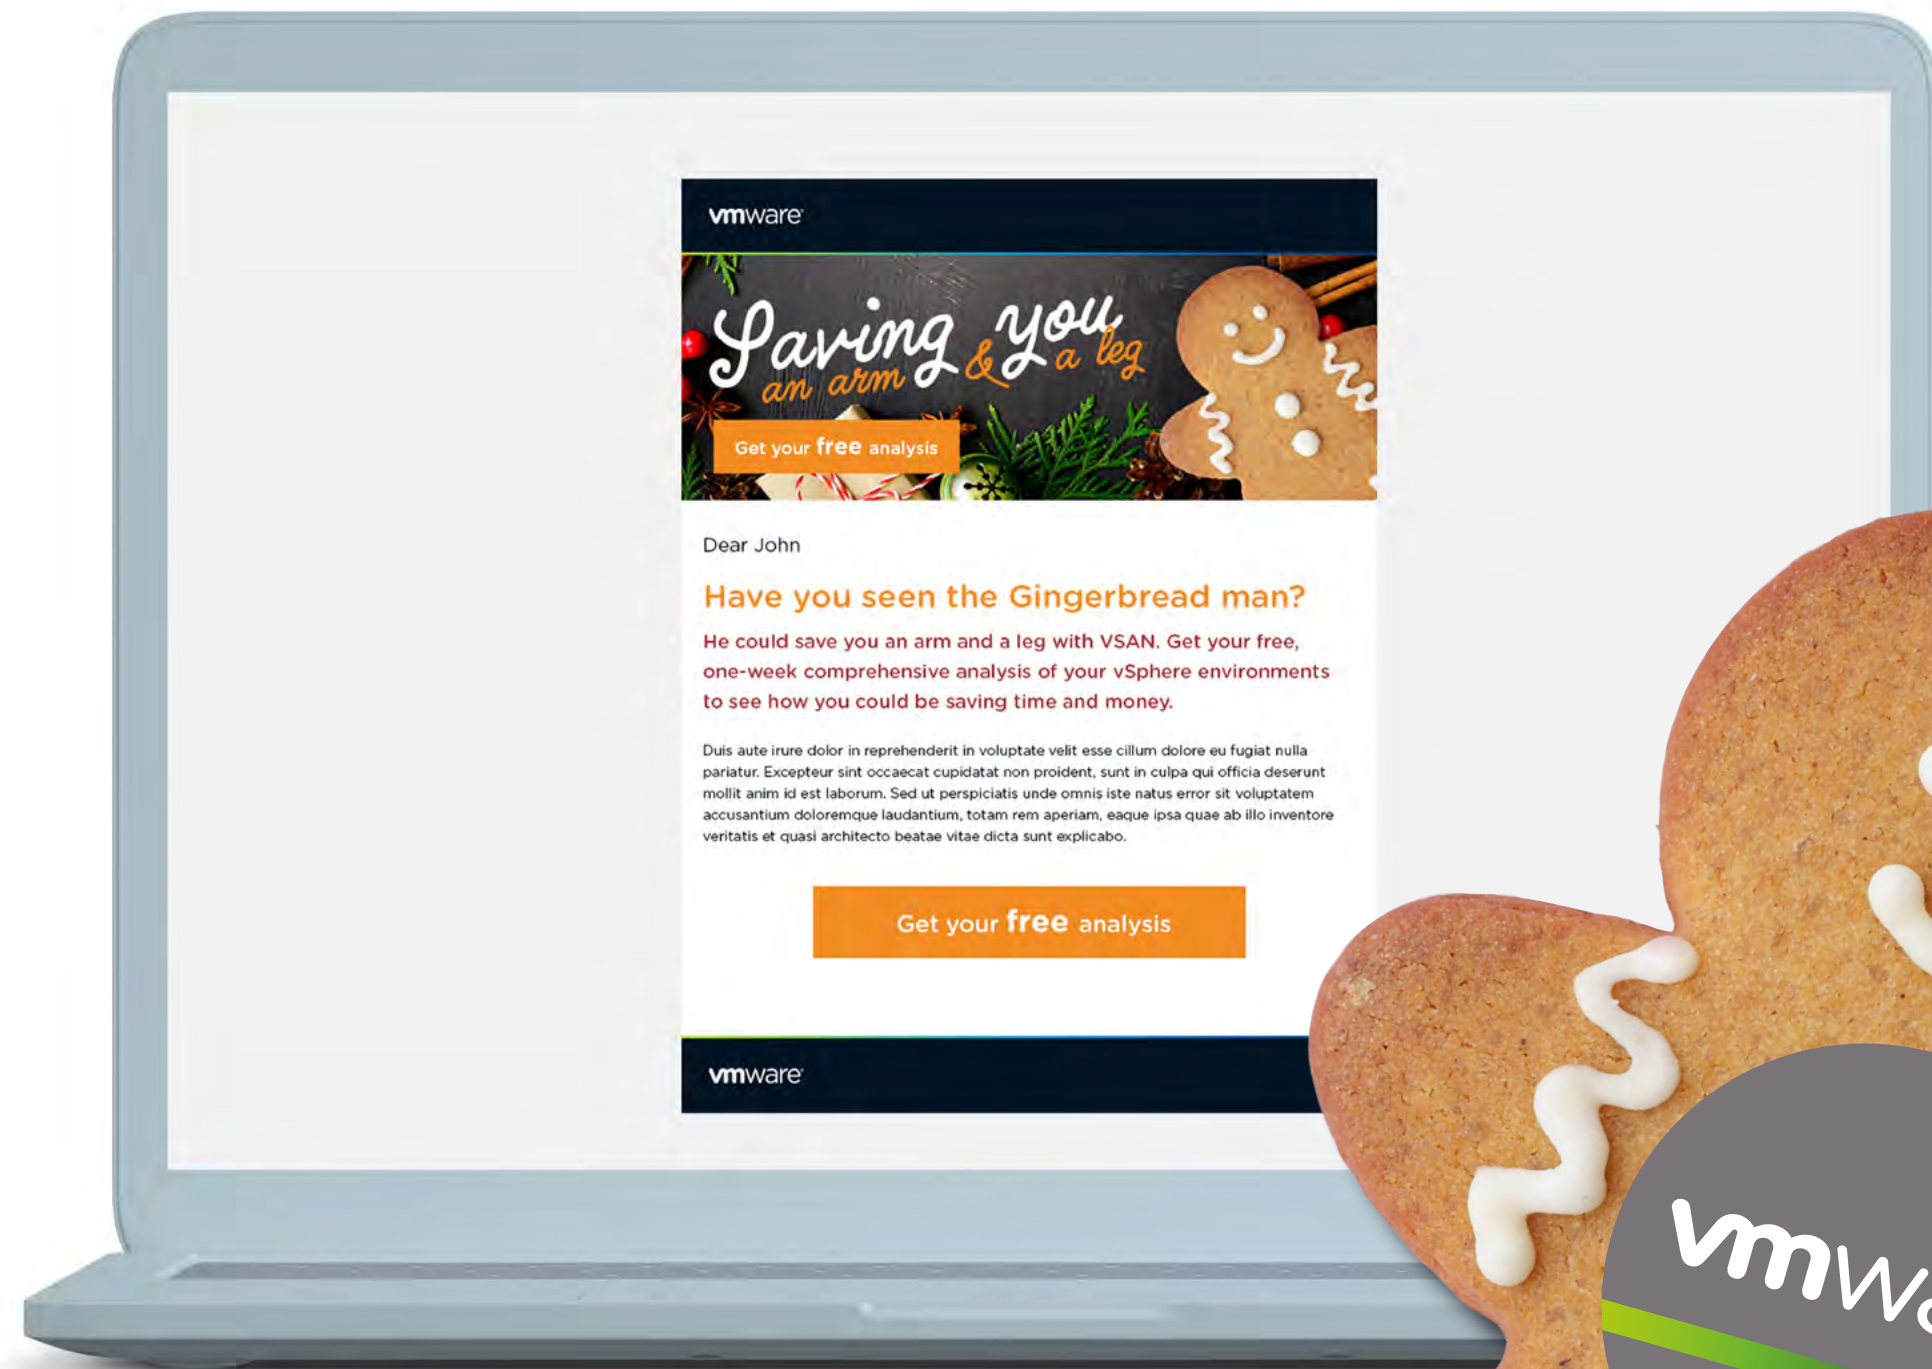 vmware
Saving you
an arm & a leg
Get your free analysis
Dear John
Have you seen the Gingerbread man?
He could save you an arm and a leg with VSAN. Get your free,
one-week comprehensive analysis of your vSphere environments
to see how you could be saving time and money.
Duis aute irure dolor in reprehenderit in voluptate velit esse cillum dolore eu fugiat nulla
pariatur. Excepteur sint occaecat cupidatat non proident, sunt in culpa qui officia deserunt
mollit anim id est laborum. Sed ut perspiciatis unde omnis iste natus error sit voluptatem
accusantium doloremque laudantium, totam rem aperiam, eaque ipsa quae ab illo inventore
veritatis et quasi architecto beatae vitae dicta sunt explicabo.
Get your free analysis
vmware